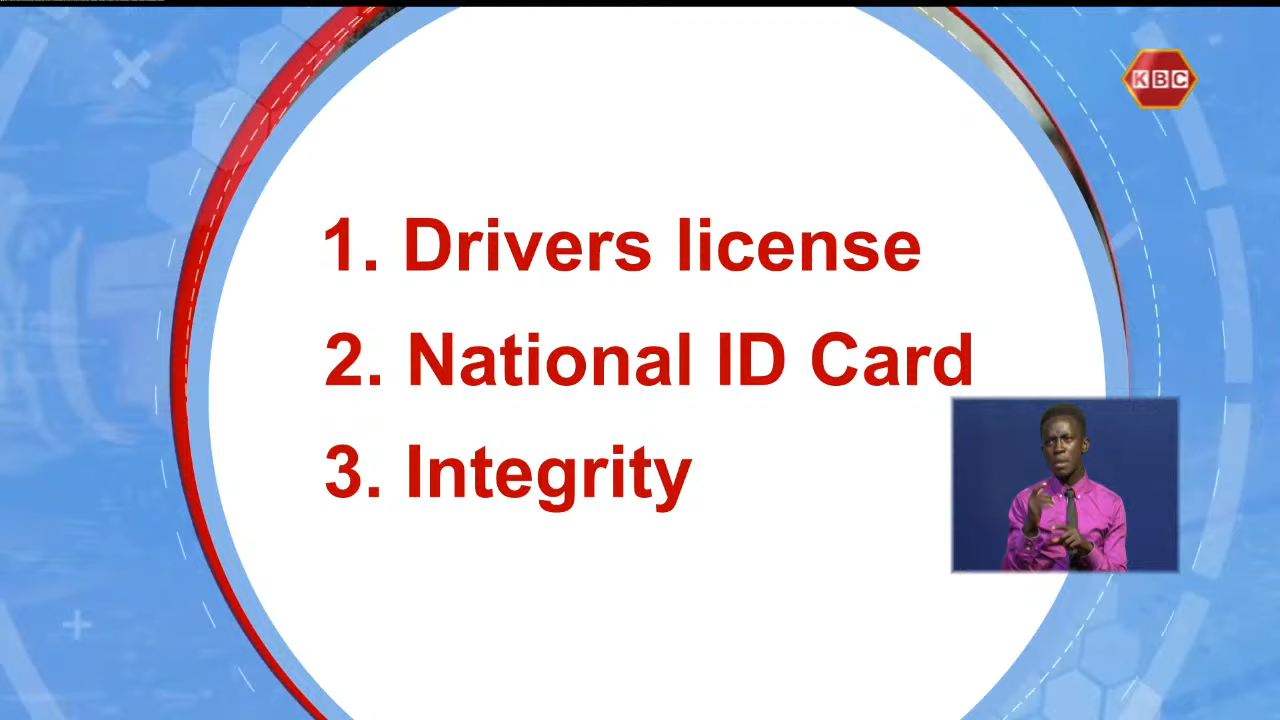 KBC
1. Drivers license
2. National ID Card
3. Integrity